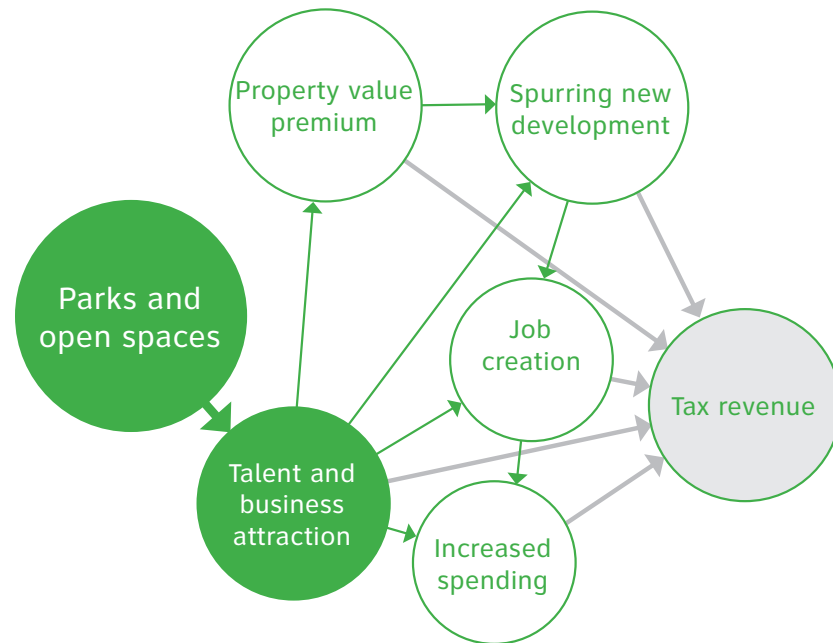 Property value
premium
Spurring new
development
Parks and
open spaces
Job
creation
Tax revenue
Talent and
business
attraction
Increased
spending